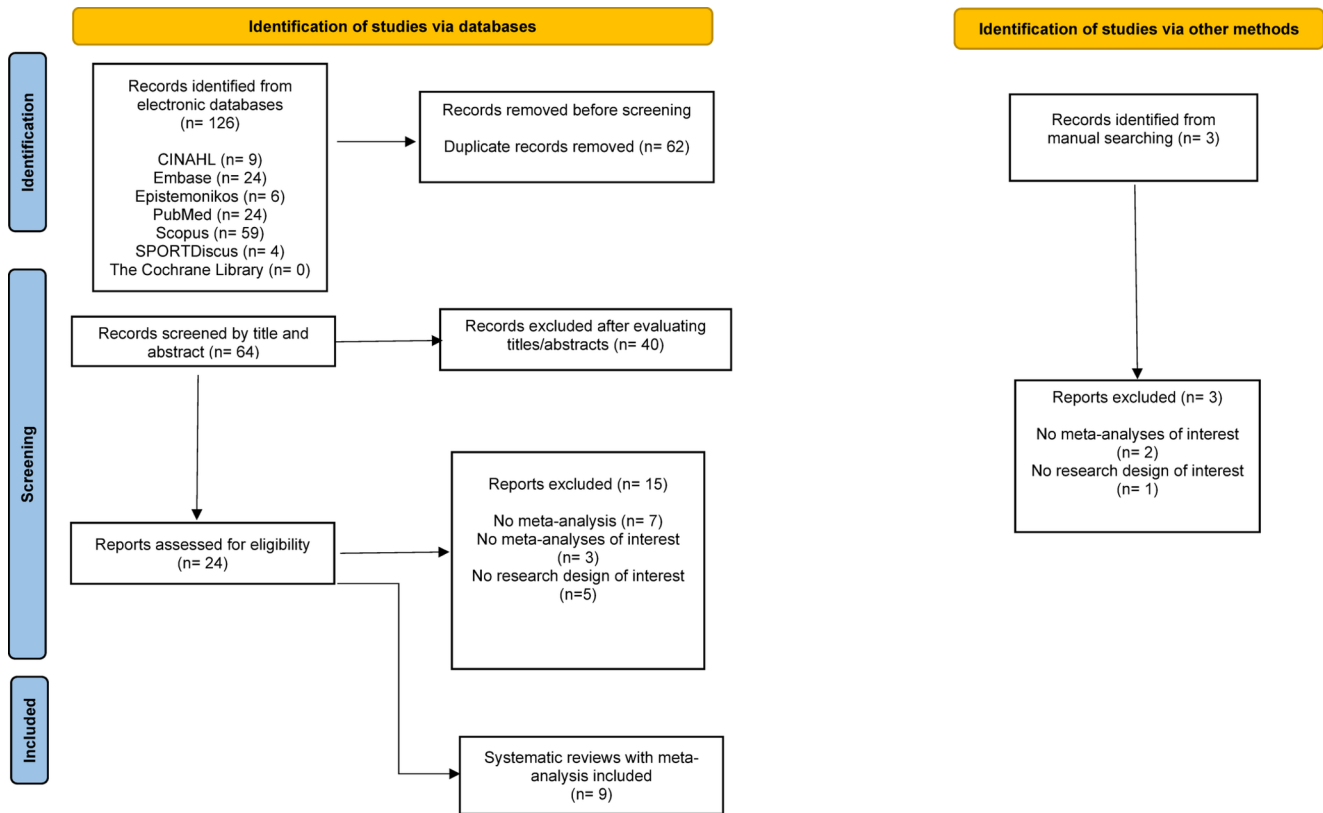 Identification of studies via databases
Identification of studies via other methods
Identification
Records identified from
electronic databases
(n= 126)
CINAHL (n= 9)
Embase (n= 24)
Epistemonikos (n= 6)
PubMed (n= 24)
Scopus (n= 59)
SPORTDiscus (n= 4)
The Cochrane Library (n= 0)
Records removed before screening
Duplicate records removed (n= 62)
Records identified from
manual searching (n= 3)
Screening
Records screened by title and
abstract (n= 64)
Records excluded after evaluating
titles/abstracts (n= 40)
Reports excluded (n= 3)
No meta-analyses of interest
(n= 2)
No research design of interest
(n= 1)
Reports assessed for eligibility
(n= 24)
Reports excluded (n= 15)
No meta-analysis (n= 7)
No meta-analyses of interest
(n= 3)
No research design of interest
(n=5)
Included
Systematic reviews with meta-
analysis included
(n= 9)